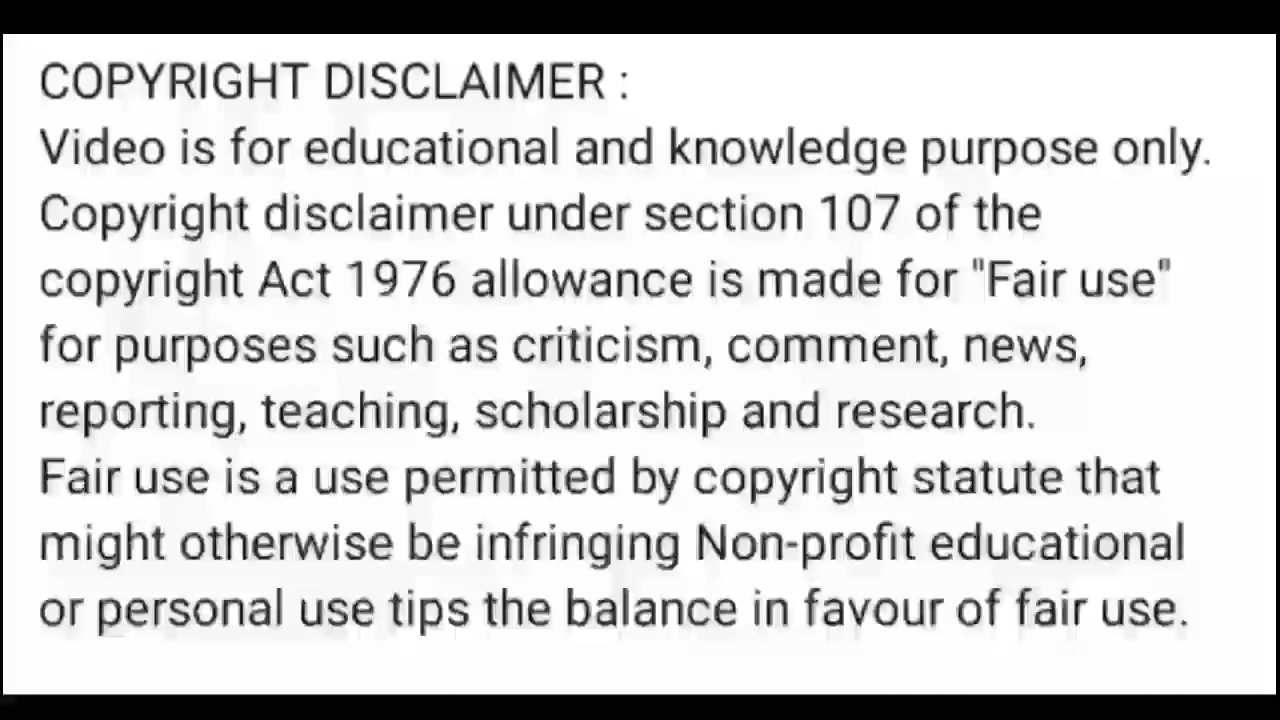 COPYRIGHT DISCLAIMER :
Video is for educational and knowledge purpose only.
Copyright disclaimer under section 107 of the
copyright Act 1976 allowance is made for "Fair use"
for purposes such as criticism, comment, news,
reporting, teaching, scholarship and research.
Fair use is a use permitted by copyright statute that
might otherwise be infringing Non-profit educational
or personal use tips the balance in favour of fair use.